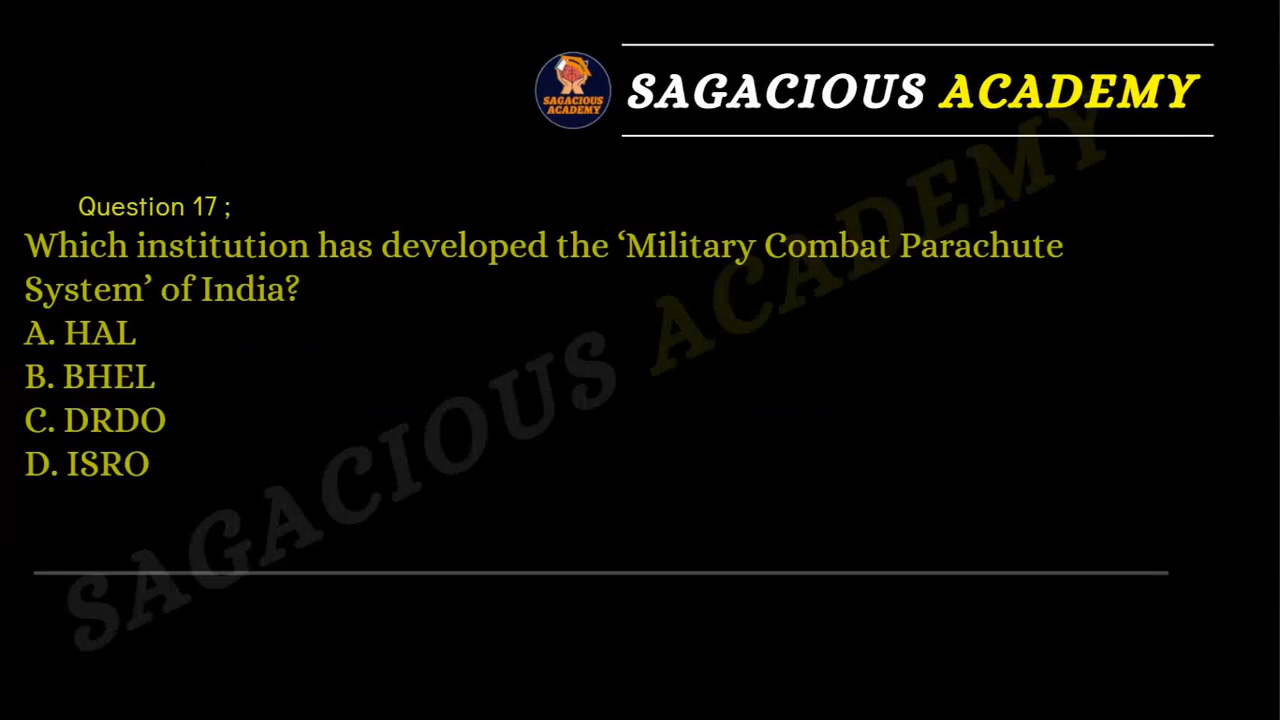 SAGACIOUS ACADEMY
SAGACIOUS
ACADEMY
Question 17 ;
Which institution has developed the ‘Military Combat Parachute
System’ of India?
A. HAL
B. BHEL
C. DRDO
D. ISRO
SAGACIOUS ACADEMY